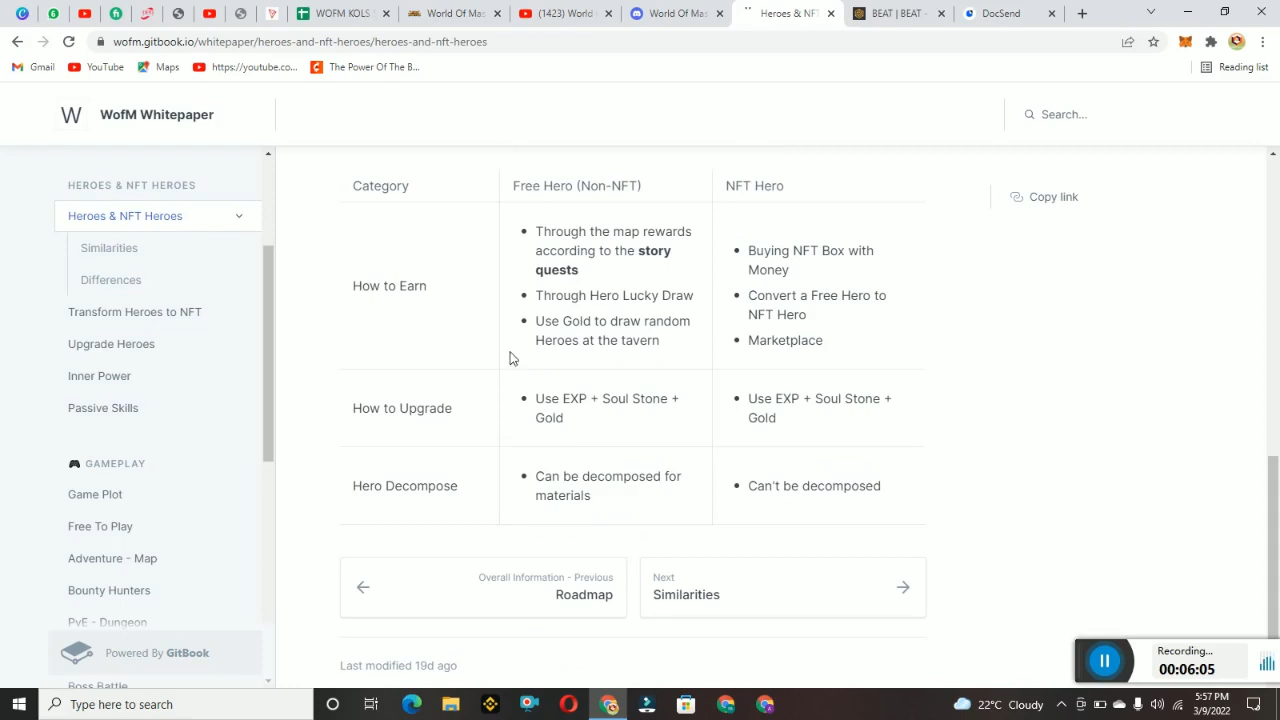 WOFM KOLS
World Of Mas
(1423) World
World Of Mas
Heroes & NFT
BEAT | BEAT -
DocSend
wofm.gitbook.io/whitepaper/heroes-and-nft-heroes/heroes-and-nft-heroes
Gmail
YouTube
Maps
https://youtube.co...
The Power Of The B...
Reading list
W
WofM Whitepaper
Search...
HEROES & NFT HEROES
Heroes & NFT Heroes
Similarities
Differences
Transform Heroes to NFT
Upgrade Heroes
Inner Power
Passive Skills
GAMEPLAY
Game Plot
Free To Play
Adventure - Map
Bounty Hunters
PvE - Dungeon
Powered By GitBook
Boss Battle
Category
Free Hero (Non-NFT)
NFT Hero
How to Earn
Through the map rewards
according to the story
quests
Through Hero Lucky Draw
Use Gold to draw random
Heroes at the tavern
Buying NFT Box with
Money
Convert a Free Hero to
NFT Hero
Marketplace
How to Upgrade
Use EXP + Soul Stone +
Gold
Use EXP + Soul Stone +
Gold
Hero Decompose
Can be decomposed for
materials
Can't be decomposed
Overall Information - Previous
Roadmap
Next
Similarities
Last modified 19d ago
Copy link
Recording...
00:06:05
Type here to search
22°C Cloudy
5:57 PM
3/9/2022